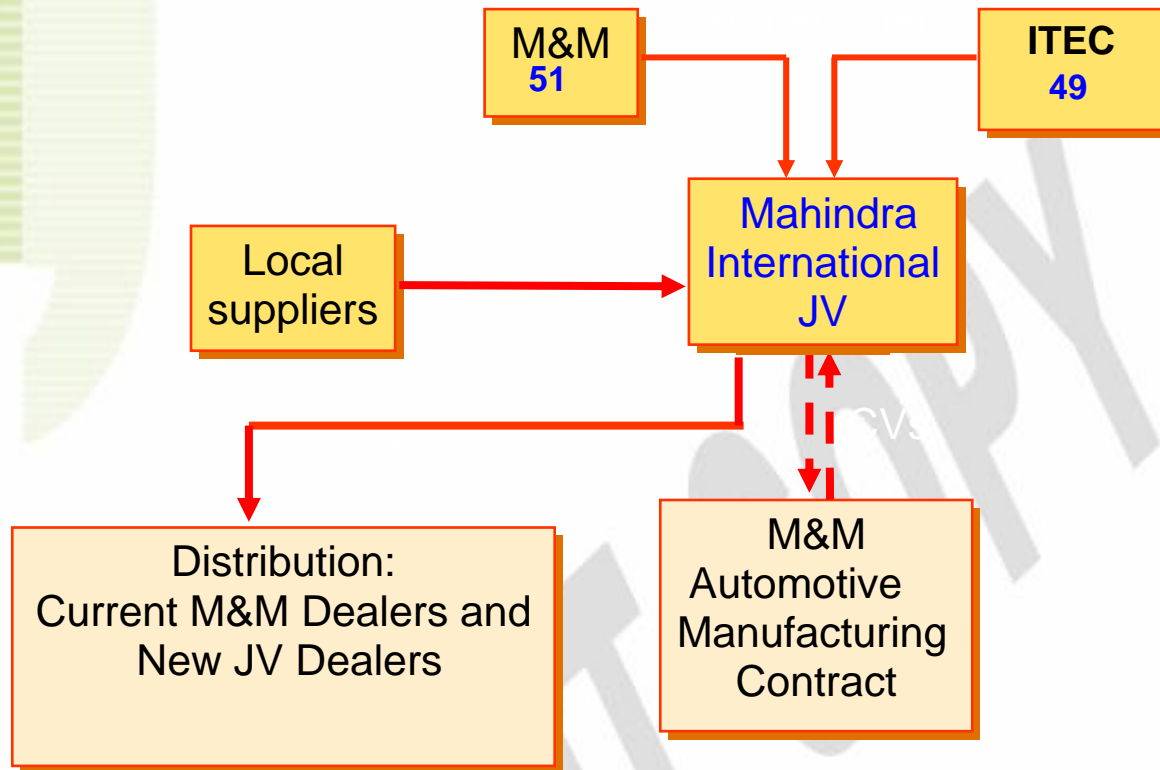 M&M
51
ITEC
49
Mahindra
International
JV
Local
suppliers
Distribution:
Current M&M Dealers and
New JV Dealers
M&M
Automotive
Manufacturing
Contract